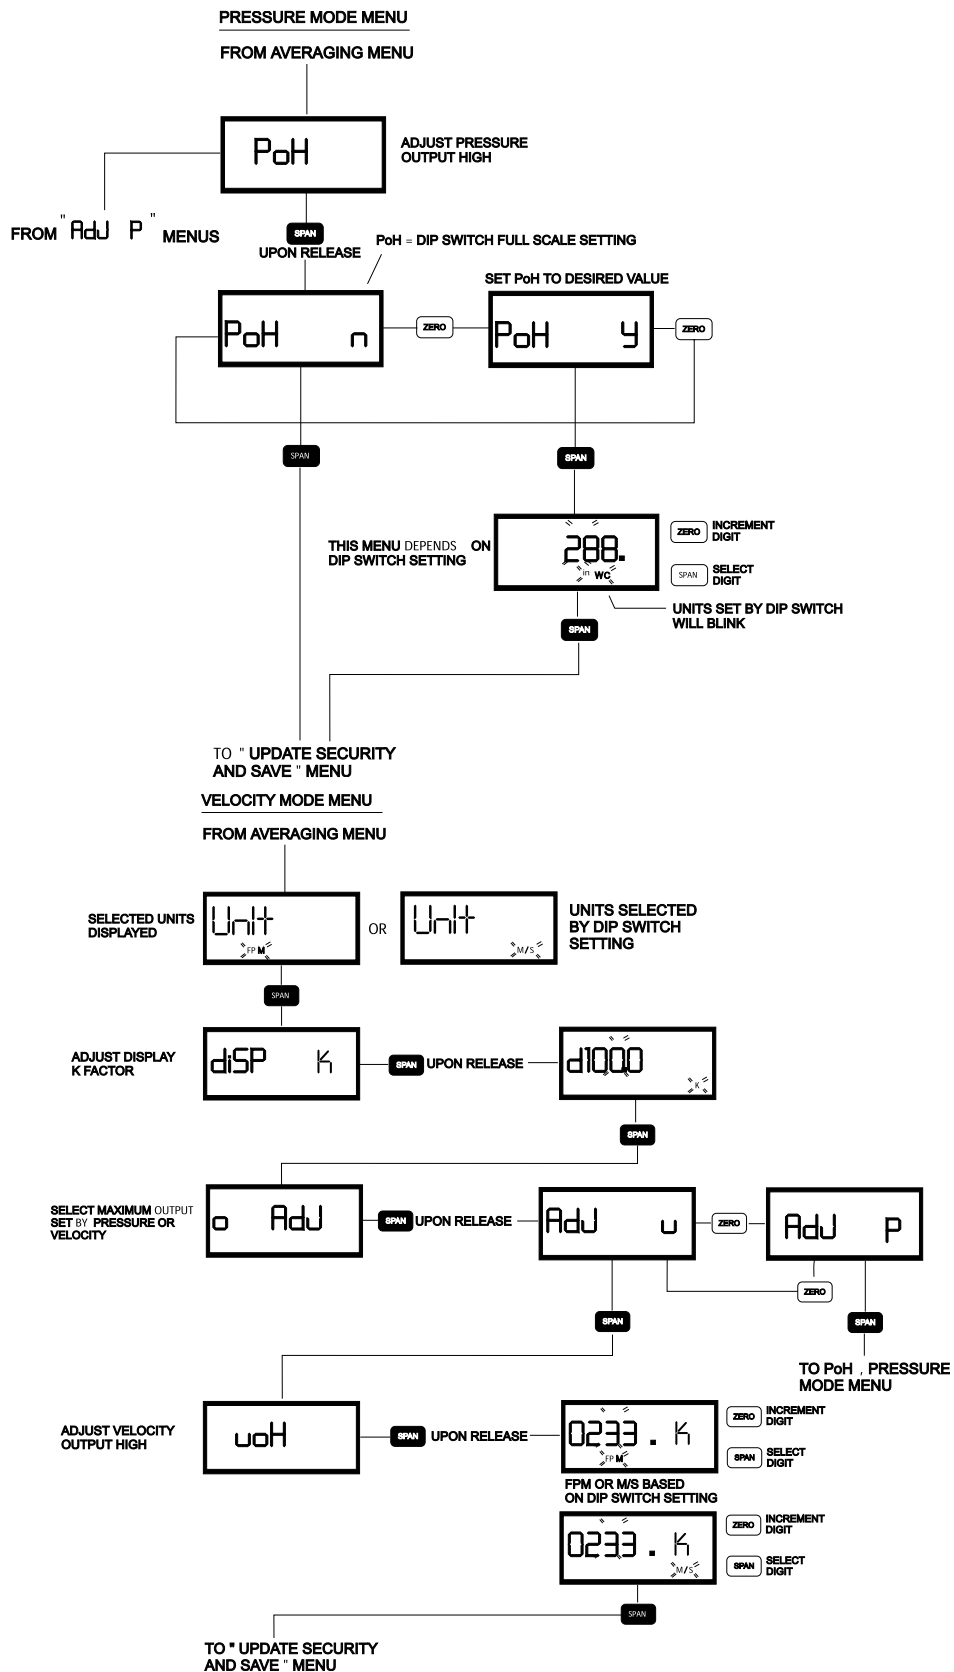 PRESSURE MODE MENU
FROM AVERAGING MENU
PoH
ADJUST PRESSURE
OUTPUT HIGH
FROM "AdJ P" MENUS
SPAN
UPON RELEASE
PoH = DIP SWITCH FULL SCALE SETTING
SET PoH TO DESIRED VALUE
PoH n
ZERO
PoH Y
ZERO
SPAN
SPAN
THIS MENU DEPENDS ON
DIP SWITCH SETTING
288.
in WC
ZERO INCREMENT
DIGIT
SPAN SELECT
DIGIT
UNITS SET BY DIP SWITCH
WILL BLINK
SPAN
TO " UPDATE SECURITY
AND SAVE " MENU
VELOCITY MODE MENU
FROM AVERAGING MENU
SELECTED UNITS
DISPLAYED
Unit
FPM
OR
Unit
M/S
UNITS SELECTED
BY DIP SWITCH
SETTING
SPAN
ADJUST DISPLAY
K FACTOR
diSP K
SPAN UPON RELEASE
d100.0
K
SPAN
SELECT MAXIMUM OUTPUT
SET BY PRESSURE OR
VELOCITY
o AdJ
SPAN UPON RELEASE
AdJ u
ZERO
AdJ P
ZERO
SPAN
SPAN
TO PoH , PRESSURE
MODE MENU
ADJUST VELOCITY
OUTPUT HIGH
uoH
SPAN UPON RELEASE
023.3 . K
FPM
ZERO INCREMENT
DIGIT
SPAN SELECT
DIGIT
FPM OR M/S BASED
ON DIP SWITCH SETTING
023.3 . K
M/S
ZERO INCREMENT
DIGIT
SPAN SELECT
DIGIT
SPAN
TO " UPDATE SECURITY
AND SAVE " MENU